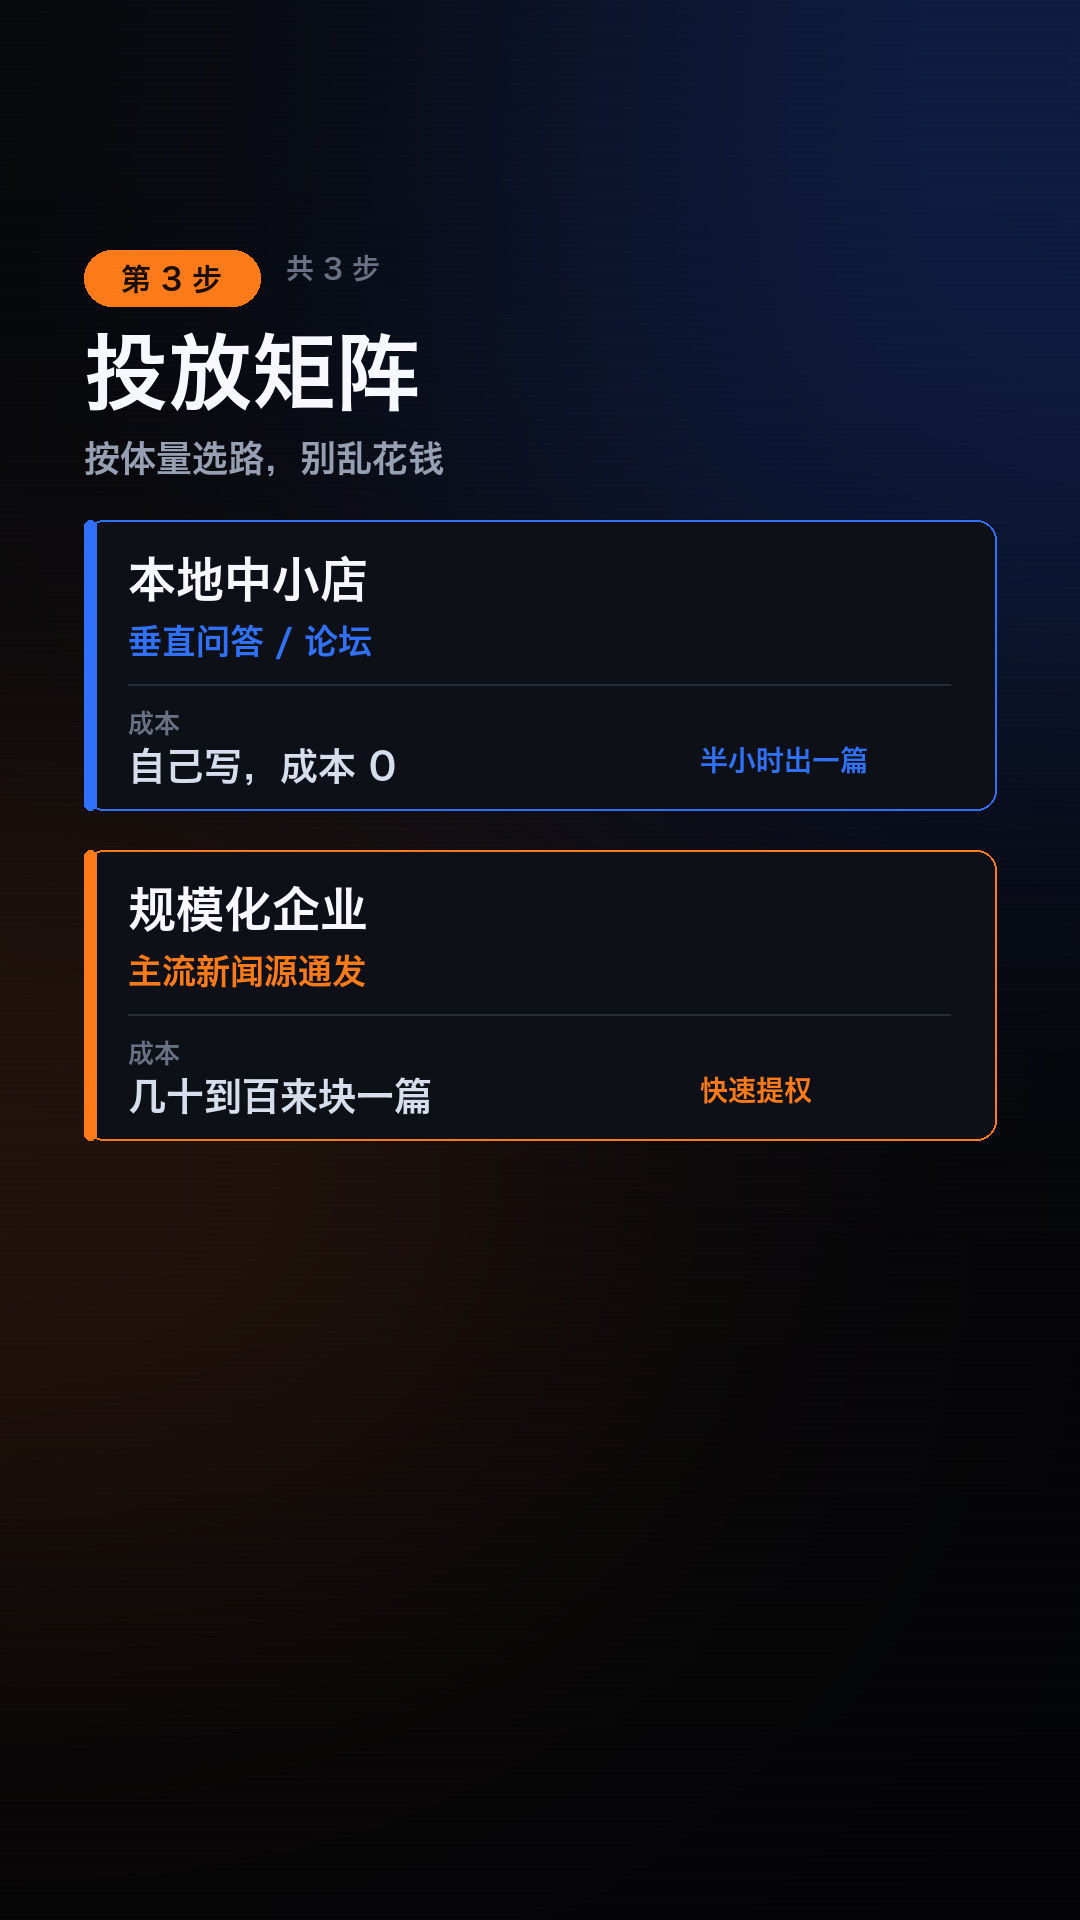 第 3 步
共 3 步
投放矩阵
按体量选路，别乱花钱
本地中小店
垂直问答 / 论坛
成本
自己写，成本 0
半小时出一篇
规模化企业
主流新闻源通发
成本
几十到百来块一篇
快速提权